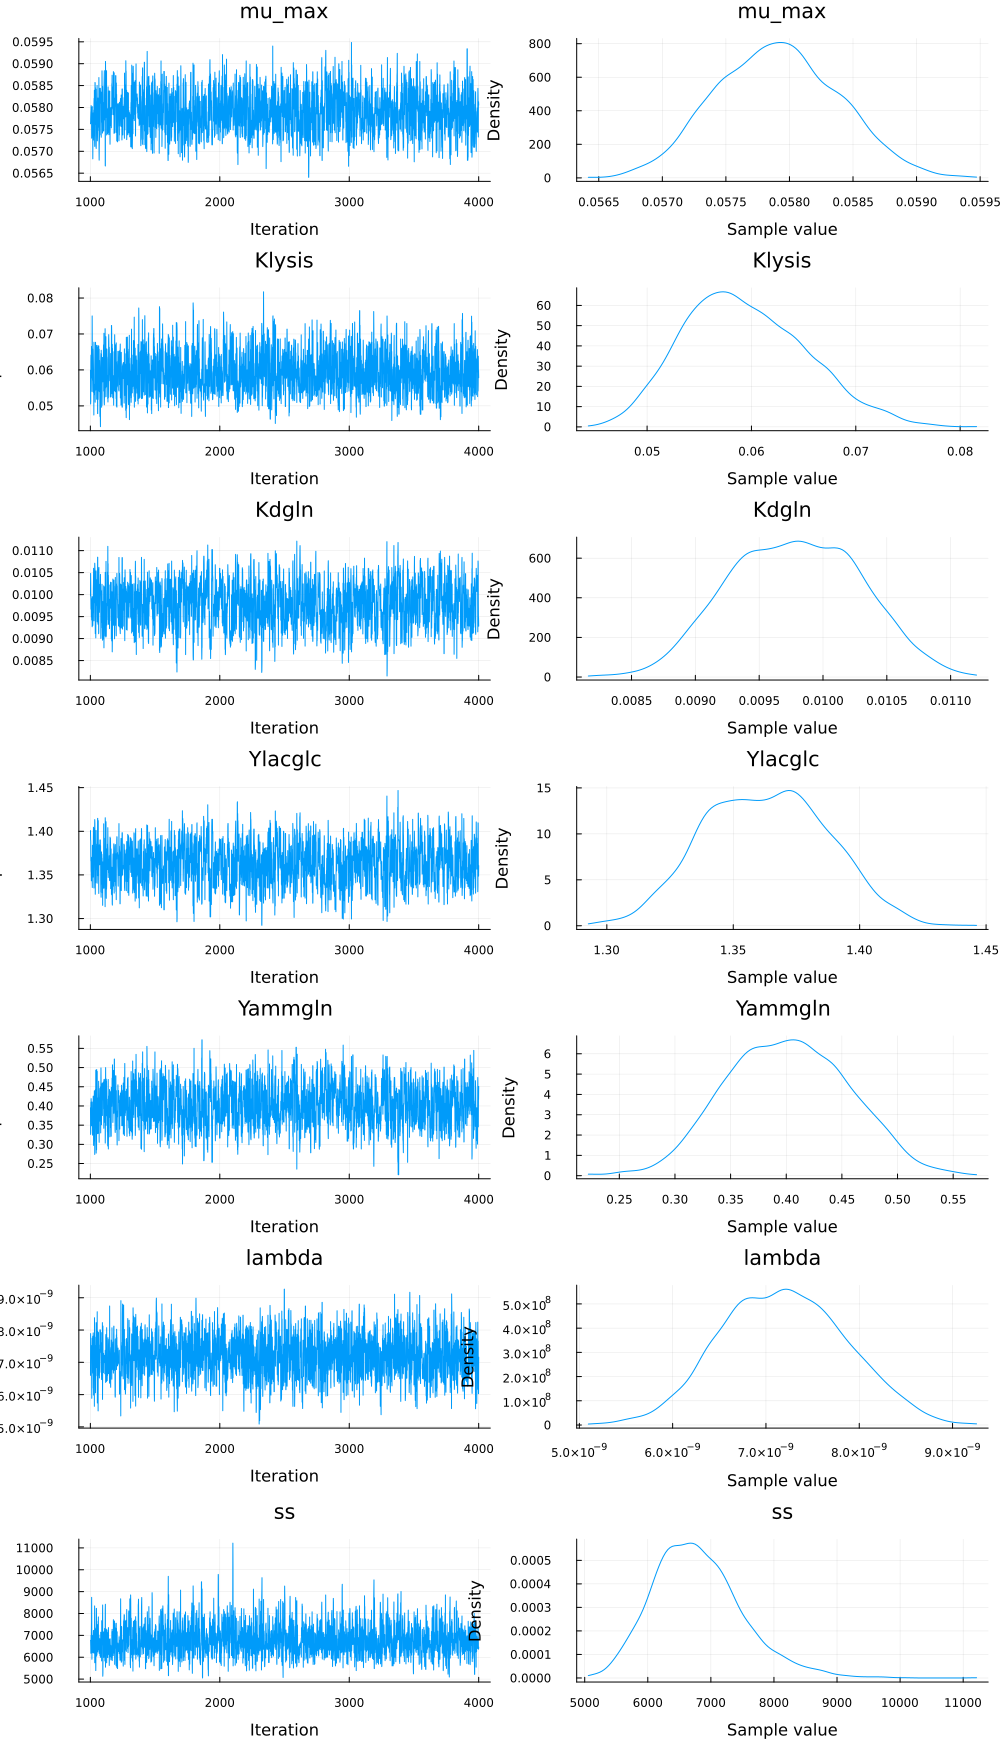 mu_max mu_max
0.0595
0.0590
0.0585
0.0580
0.0575
0.0570
0.0565
1000 2000 3000 4000
Iteration
Density
800
600
400
200
0
0.0565 0.0570 0.0575 0.0580 0.0585 0.0590 0.0595
Sample value
Klysis Klysis
0.08
0.07
0.06
0.05
1000 2000 3000 4000
Iteration
Density
60
50
40
30
20
10
0
0.05 0.06 0.07 0.08
Sample value
Kdgln Kdgln
0.0110
0.0105
0.0100
0.0095
0.0090
0.0085
1000 2000 3000 4000
Iteration
Density
600
400
200
0
0.0085 0.0090 0.0095 0.0100 0.0105 0.0110
Sample value
Ylacglc Ylacglc
1.45
1.40
1.35
1.30
1000 2000 3000 4000
Iteration
Density
15
10
5
0
1.30 1.35 1.40 1.45
Sample value
Yammgln Yammgln
0.55
0.50
0.45
0.40
0.35
0.30
0.25
1000 2000 3000 4000
Iteration
Density
6
5
4
3
2
1
0
0.25 0.30 0.35 0.40 0.45 0.50 0.55
Sample value
lambda lambda
9.0×10⁻⁹
8.0×10⁻⁹
7.0×10⁻⁹
6.0×10⁻⁹
5.0×10⁻⁹
1000 2000 3000 4000
Iteration
Density
5.0×10⁸
4.0×10⁸
3.0×10⁸
2.0×10⁸
1.0×10⁸
0
5.0×10⁻⁹ 6.0×10⁻⁹ 7.0×10⁻⁹ 8.0×10⁻⁹ 9.0×10⁻⁹
Sample value
ss ss
11000
10000
9000
8000
7000
6000
5000
1000 2000 3000 4000
Iteration
Density
0.0005
0.0004
0.0003
0.0002
0.0001
0.0000
5000 6000 7000 8000 9000 10000 11000
Sample value